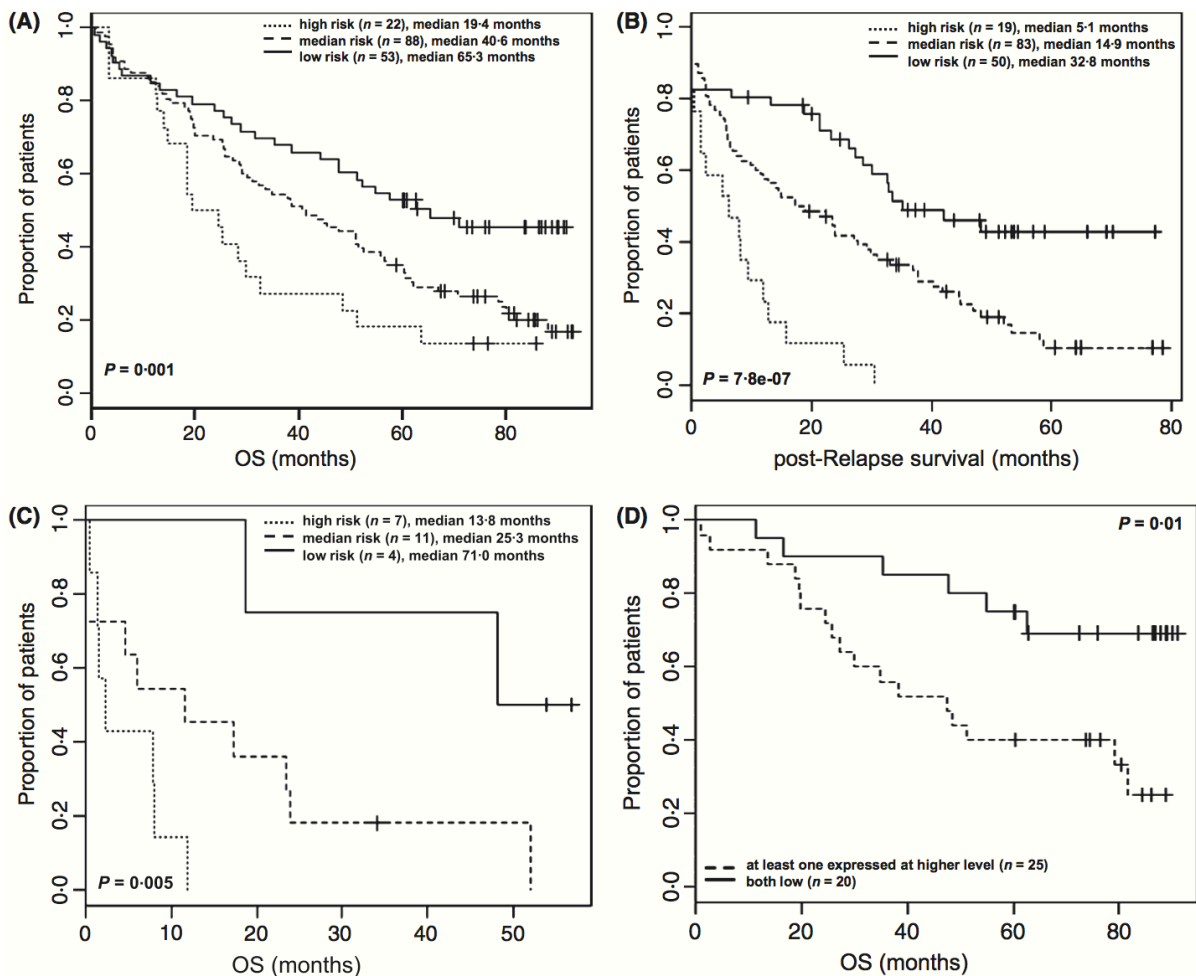 (A)
high risk (n = 22), median 19·4 months
median risk (n = 88), median 40·6 months
low risk (n = 53), median 65·3 months
Proportion of patients
1·0
0·8
0·6
0·4
0·2
0·0
P = 0·001
0 20 40 60 80
OS (months)
(B)
high risk (n = 19), median 5·1 months
median risk (n = 83), median 14·9 months
low risk (n = 50), median 32·8 months
Proportion of patients
1·0
0·8
0·6
0·4
0·2
0·0
P = 7·8e-07
0 20 40 60 80
post-Relapse survival (months)
(C)
high risk (n = 7), median 13·8 months
median risk (n = 11), median 25·3 months
low risk (n = 4), median 71·0 months
Proportion of patients
1·0
0·8
0·6
0·4
0·2
0·0
P = 0·005
0 10 20 30 40 50
OS (months)
(D)
P = 0·01
Proportion of patients
1·0
0·8
0·6
0·4
0·2
0·0
at least one expressed at higher level (n = 25)
both low (n = 20)
0 20 40 60 80
OS (months)